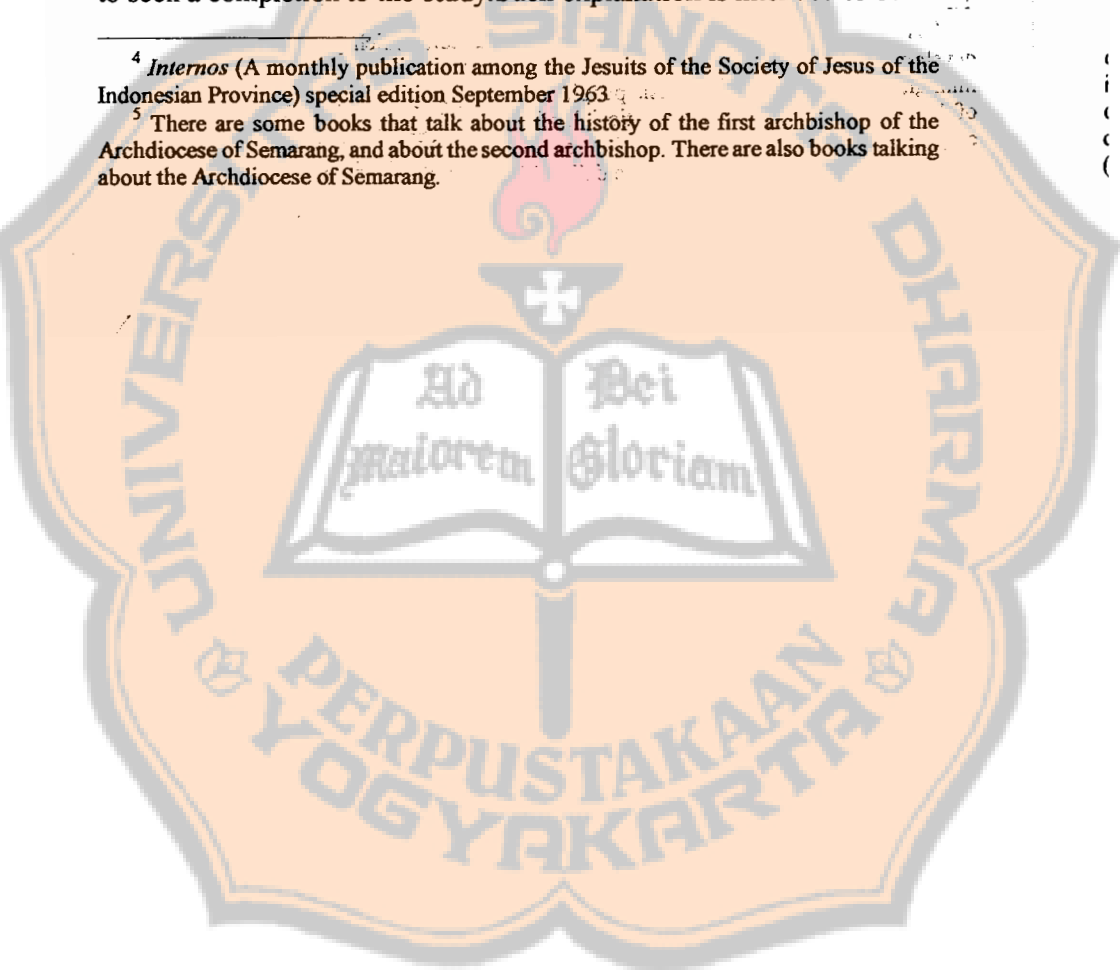 4 Internos (A monthly publication among the Jesuits of the Society of Jesus of the
Indonesian Province) special edition September 1963
5 There are some books that talk about the history of the first archbishop of the
Archdiocese of Semarang, and about the second archbishop. There are also books talking
about the Archdiocese of Semarang.
UNIVERSITAS SANATA DHARMA
Ad
Maiorem
Dei
Gloriam
PERPUSTAKAAN
YOGYAKARTA